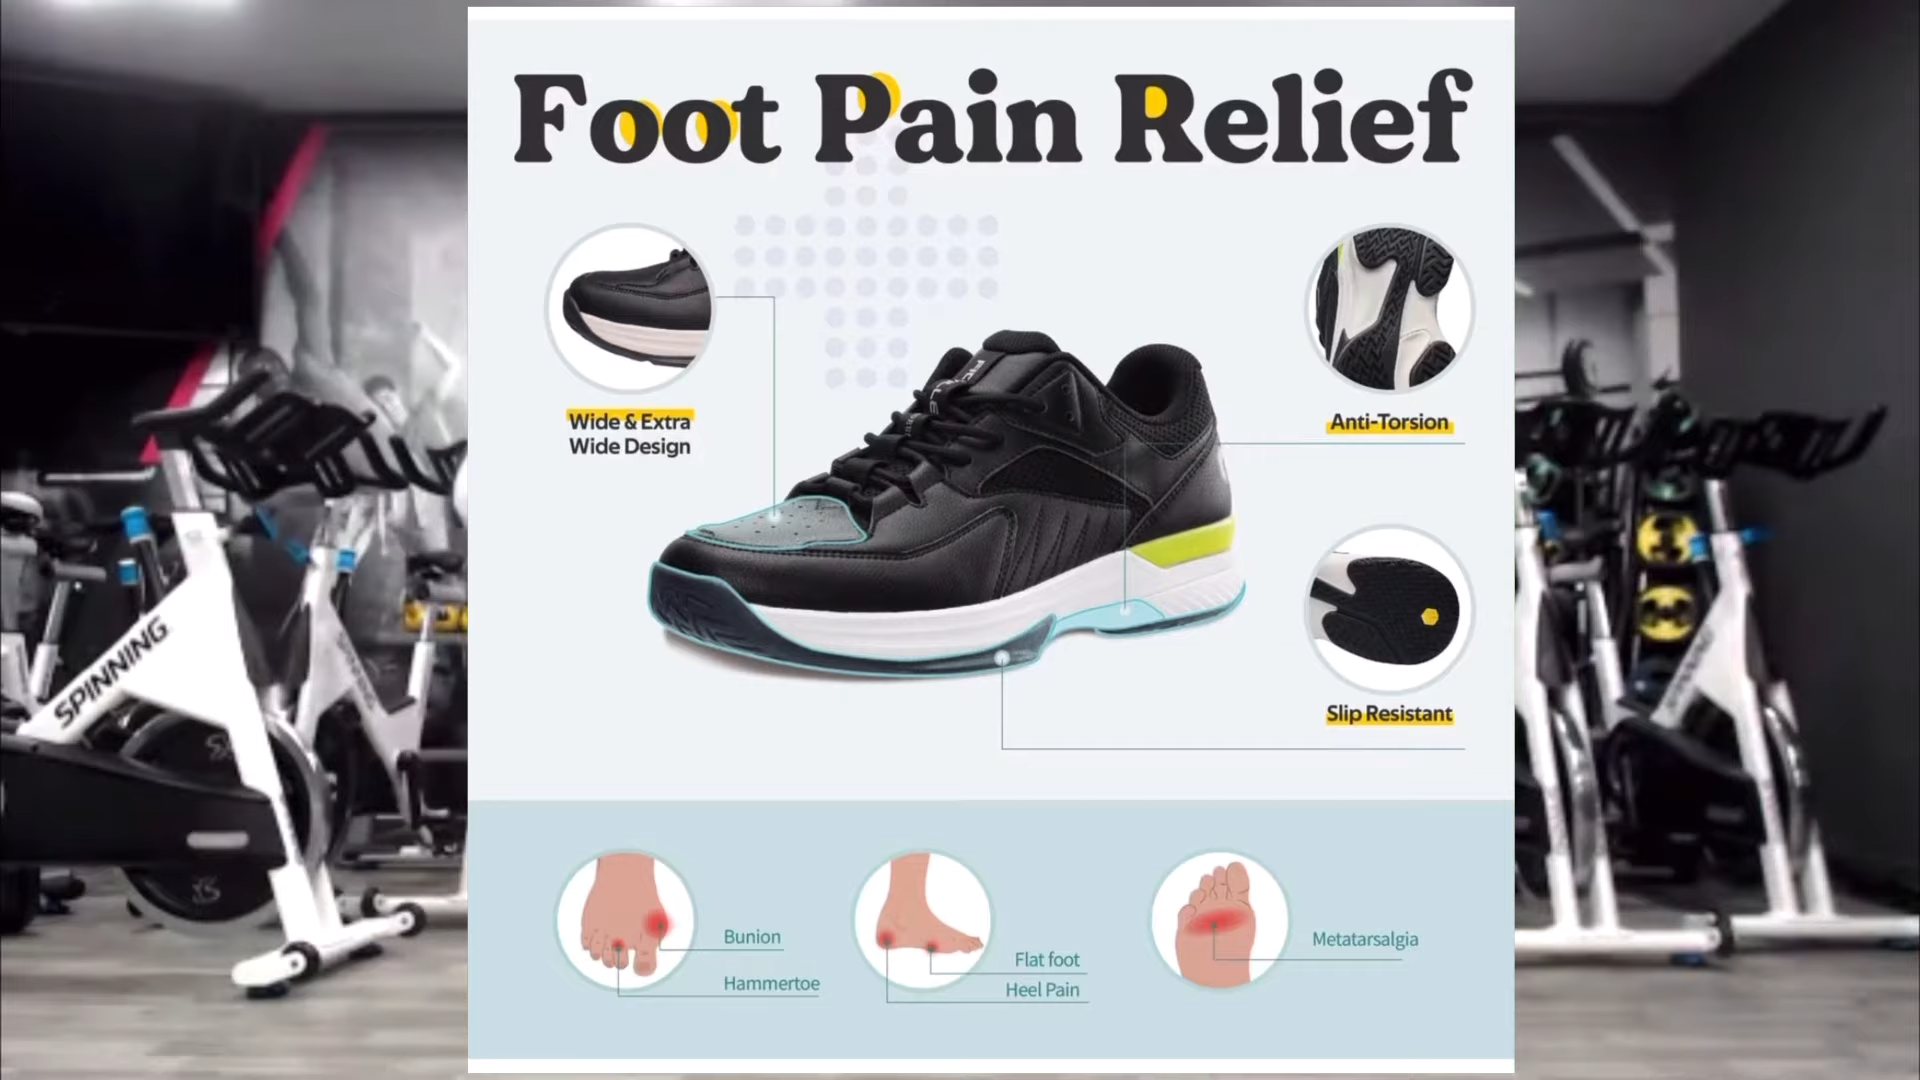 Foot Pain Relief
Wide & Extra
Wide Design
Anti-Torsion
Slip Resistant
Bunion
Hammertoe
Flat foot
Heel Pain
Metatarsalgia
SPINNING